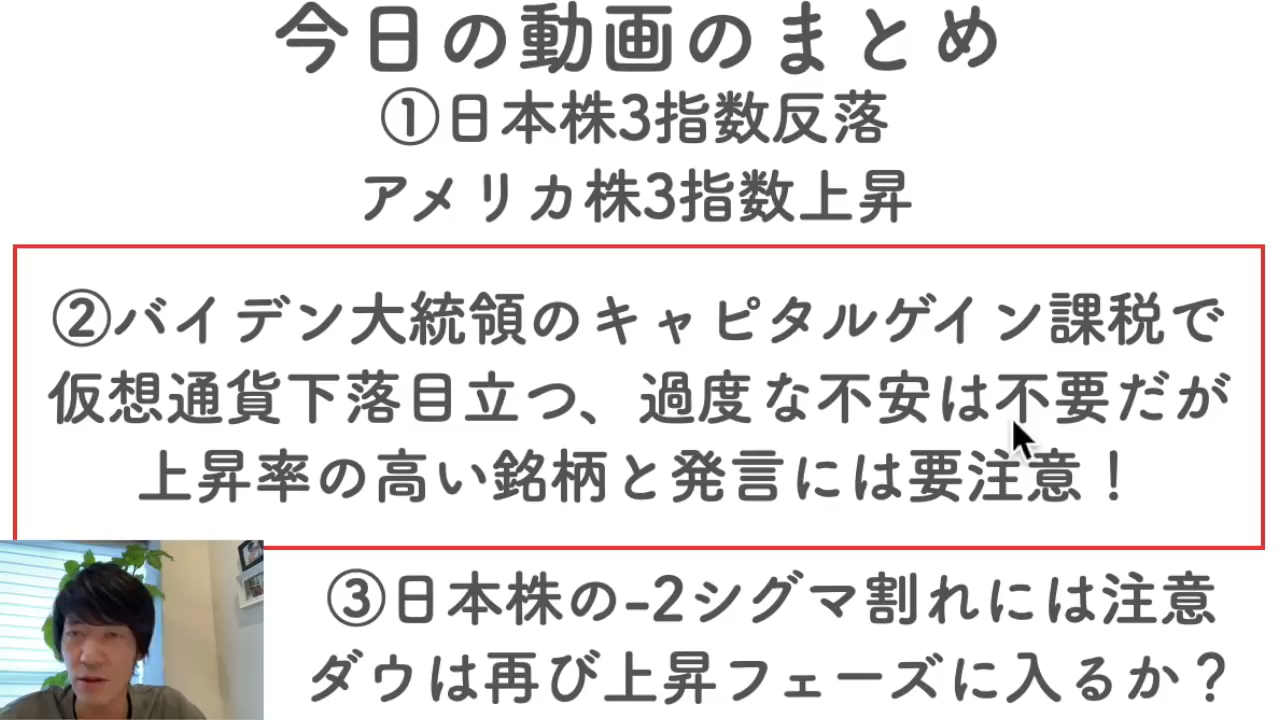 今日の動画のまとめ
①日本株3指数反落
アメリカ株3指数上昇
②バイデン大統領のキャピタルゲイン課税で
仮想通貨下落目立つ、過度な不安は不要だが
上昇率の高い銘柄と発言には要注意！
③日本株の-2シグマ割れには注意
ダウは再び上昇フェーズに入るか？